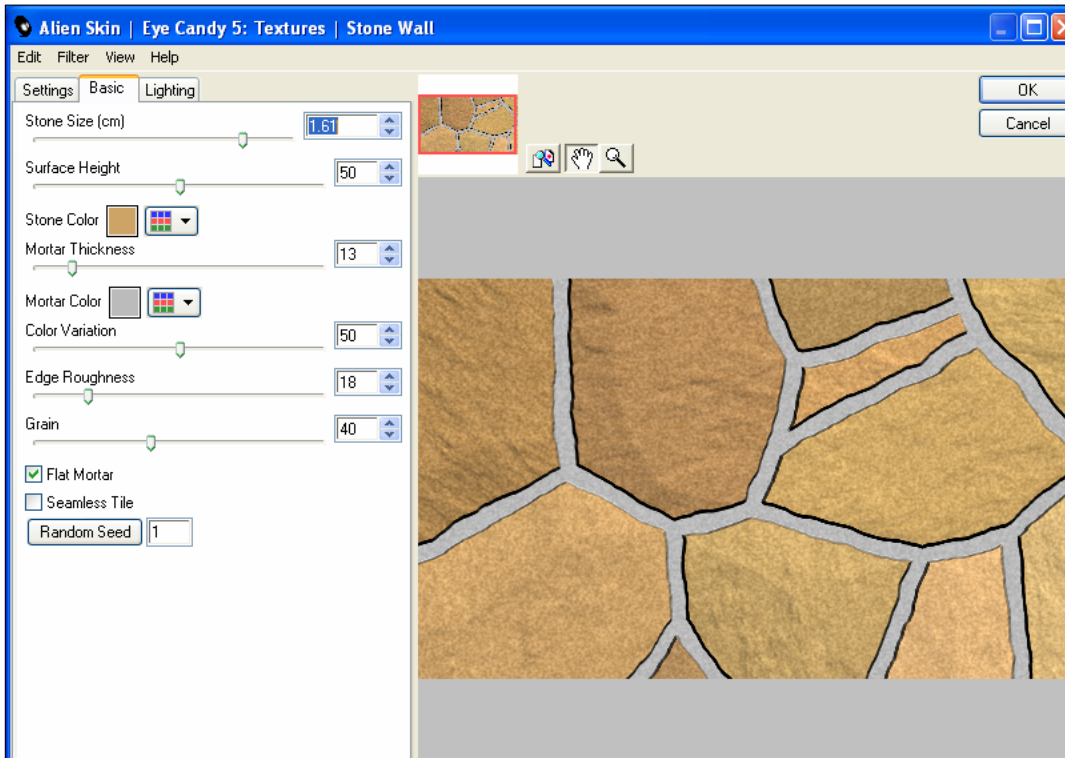 Alien Skin | Eye Candy 5: Textures | Stone Wall
Edit Filter View Help
Settings Basic Lighting
OK
Cancel
Stone Size (cm) 1.61
Surface Height 50
Stone Color
Mortar Thickness 13
Mortar Color
Color Variation 50
Edge Roughness 18
Grain 40
Flat Mortar
Seamless Tile
Random Seed 1